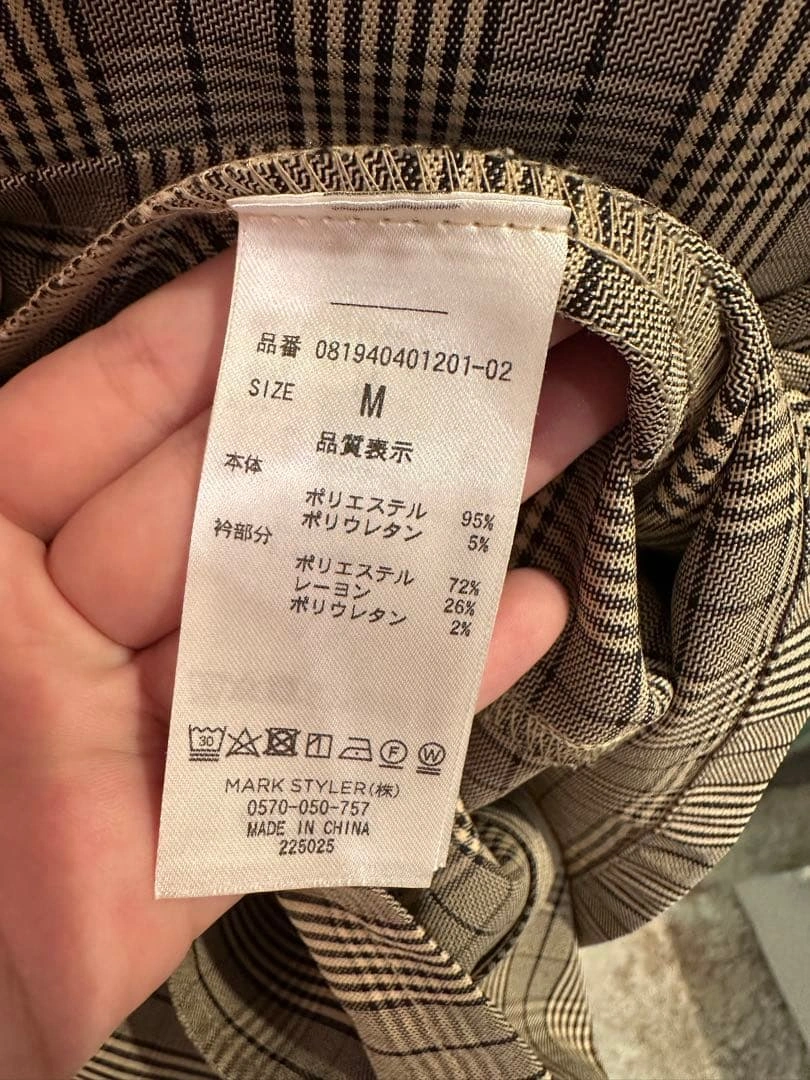 品番 081940401201-02
SIZE M
品質表示
本体
ポリエステル 95%
ポリウレタン 5%
衿部分
ポリエステル 72%
レーヨン 26%
ポリウレタン 2%
30
F
W
MARK STYLER(株)
0570-050-757
MADE IN CHINA
225025